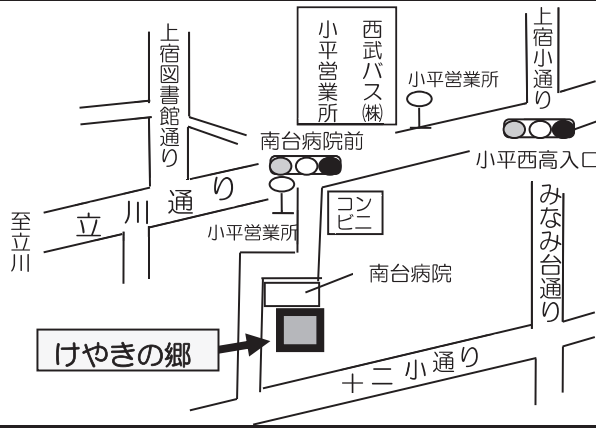 上宿図書館通り
小平営業所
西武バス㈱
小平営業所
上宿小通り
南台病院前
小平西高入口
立川通り
至立川
小平営業所
コン
ビニ
みなみ台通り
南台病院
けやきの郷
十二小通り